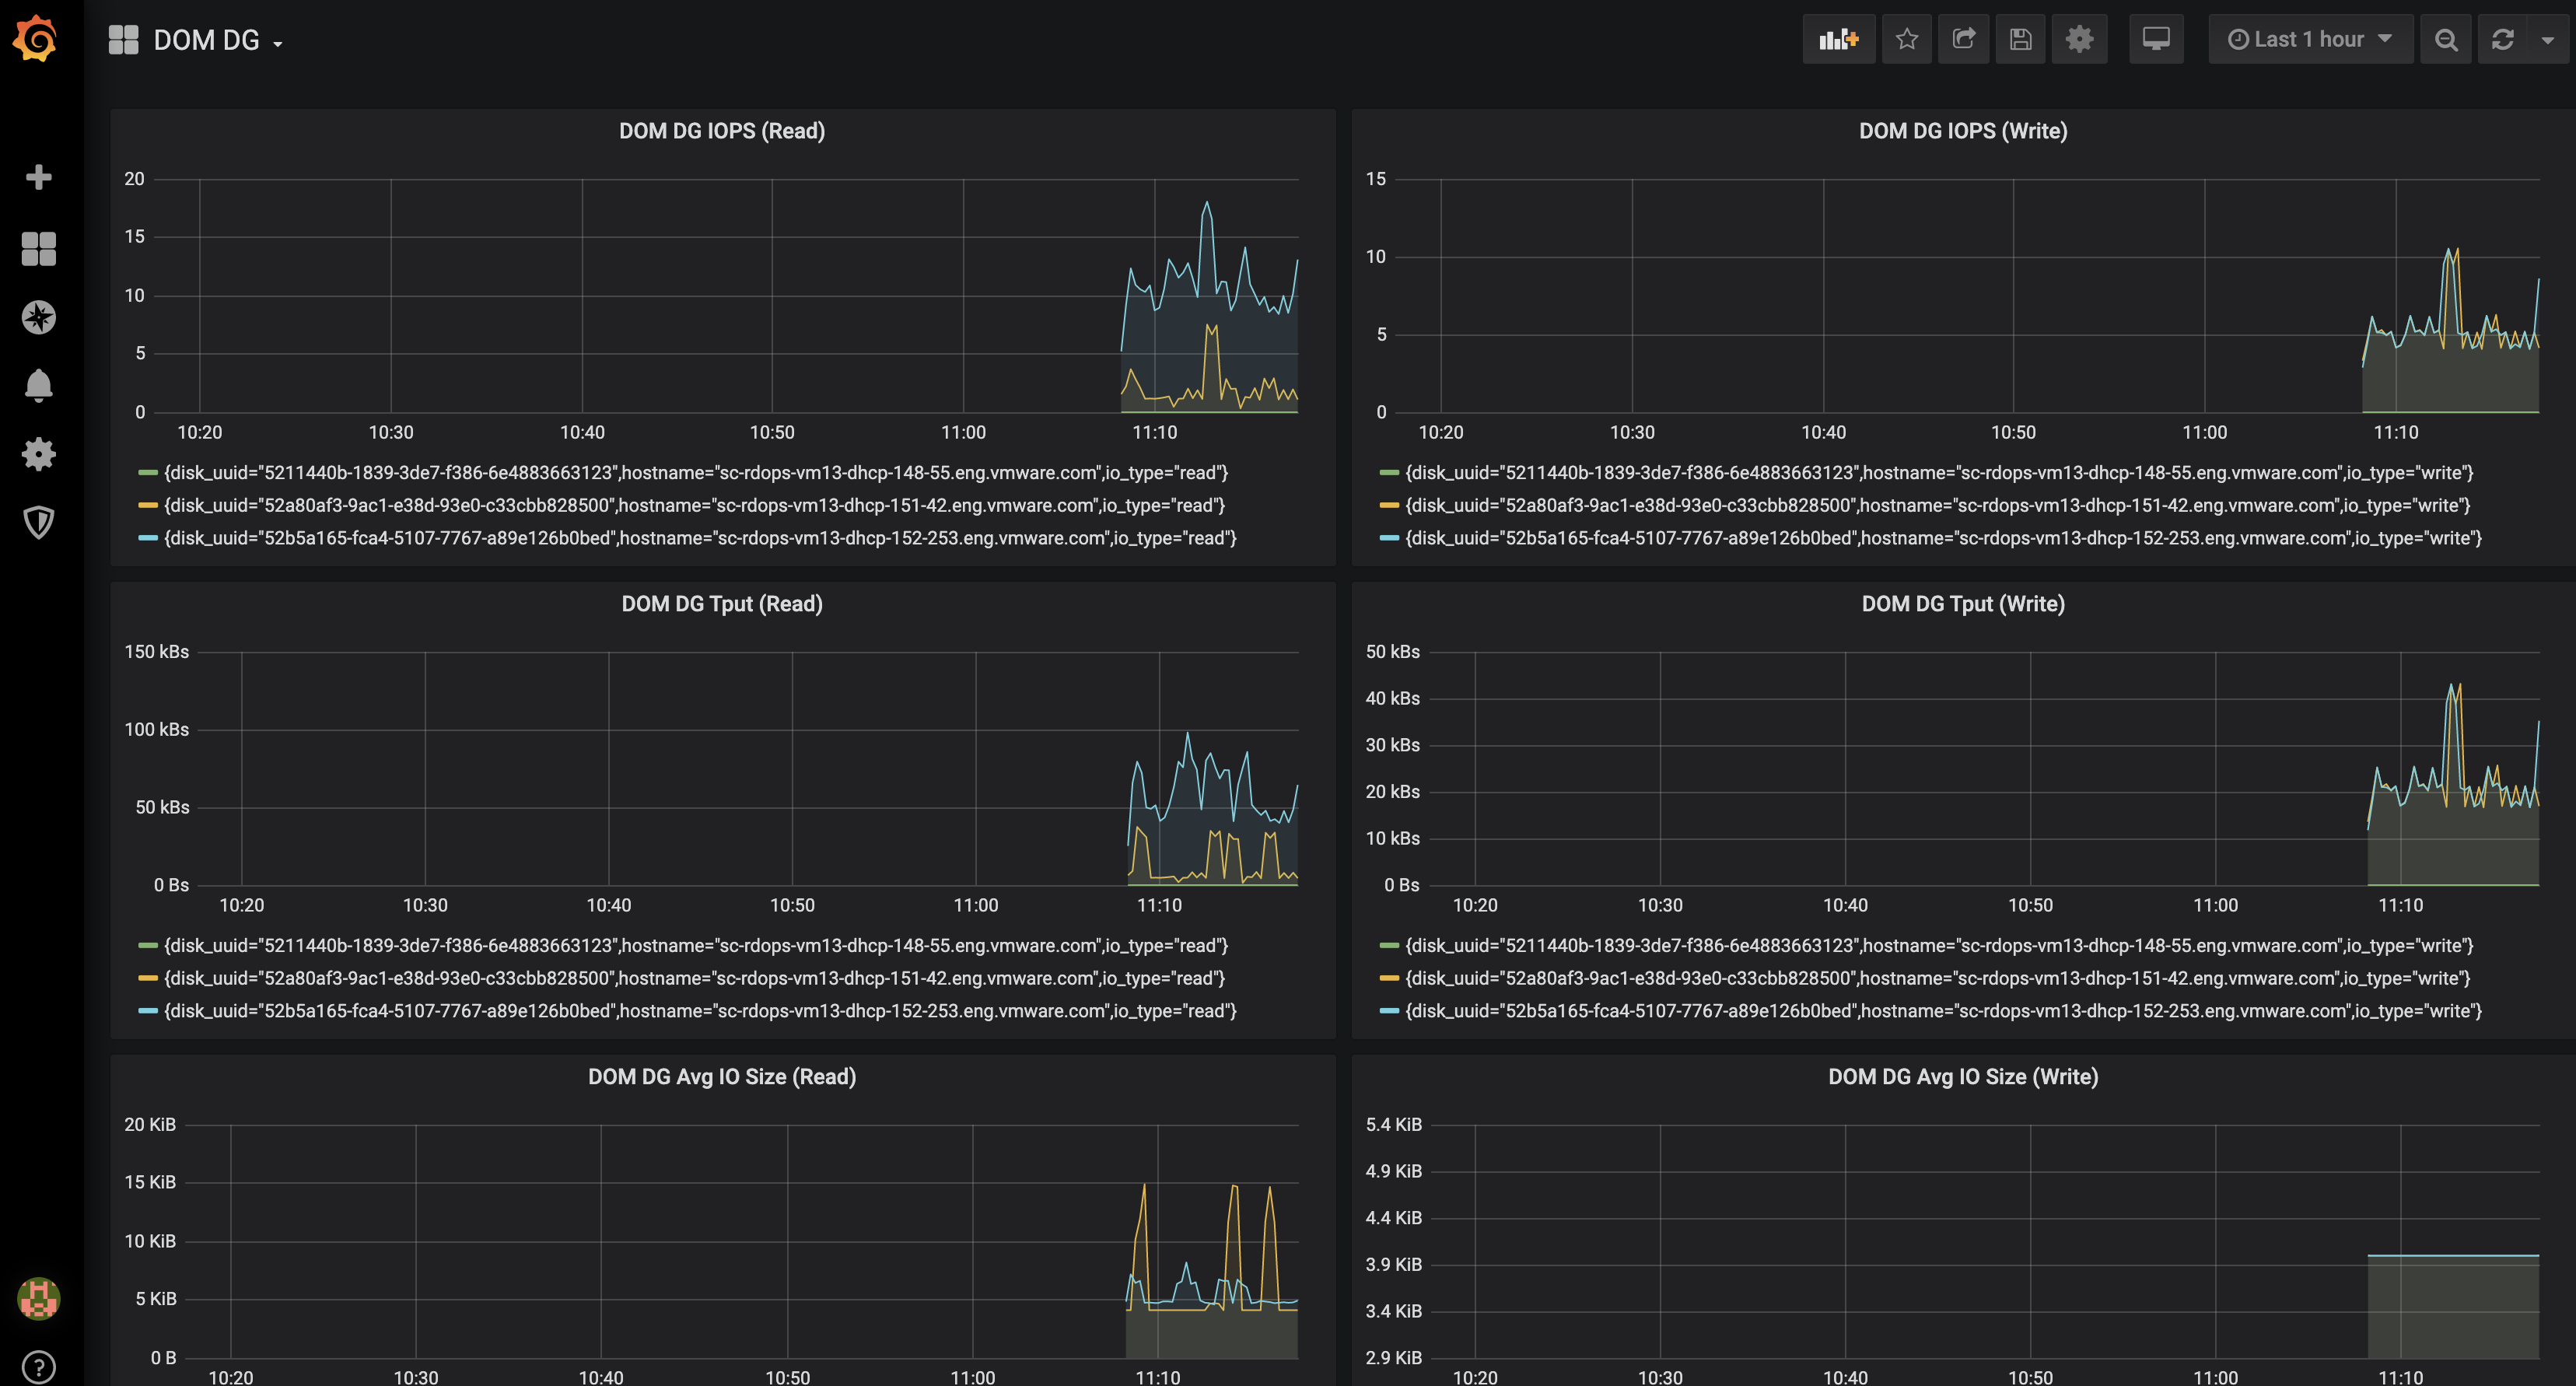 DOM DG
Last 1 hour
DOM DG IOPS (Read)
20
15
10
5
0
10:20 10:30 10:40 10:50 11:00 11:10
{disk_uuid="5211440b-1839-3de7-f386-6e4883663123",hostname="sc-rdops-vm13-dhcp-148-55.eng.vmware.com",io_type="read"}
{disk_uuid="52a80af3-9ac1-e38d-93e0-c33cbb828500",hostname="sc-rdops-vm13-dhcp-151-42.eng.vmware.com",io_type="read"}
{disk_uuid="52b5a165-fca4-5107-7767-a89e126b0bed",hostname="sc-rdops-vm13-dhcp-152-253.eng.vmware.com",io_type="read"}
DOM DG IOPS (Write)
15
10
5
0
10:20 10:30 10:40 10:50 11:00 11:10
{disk_uuid="5211440b-1839-3de7-f386-6e4883663123",hostname="sc-rdops-vm13-dhcp-148-55.eng.vmware.com",io_type="write"}
{disk_uuid="52a80af3-9ac1-e38d-93e0-c33cbb828500",hostname="sc-rdops-vm13-dhcp-151-42.eng.vmware.com",io_type="write"}
{disk_uuid="52b5a165-fca4-5107-7767-a89e126b0bed",hostname="sc-rdops-vm13-dhcp-152-253.eng.vmware.com",io_type="write"}
DOM DG Tput (Read)
150 kBs
100 kBs
50 kBs
0 Bs
10:20 10:30 10:40 10:50 11:00 11:10
{disk_uuid="5211440b-1839-3de7-f386-6e4883663123",hostname="sc-rdops-vm13-dhcp-148-55.eng.vmware.com",io_type="read"}
{disk_uuid="52a80af3-9ac1-e38d-93e0-c33cbb828500",hostname="sc-rdops-vm13-dhcp-151-42.eng.vmware.com",io_type="read"}
{disk_uuid="52b5a165-fca4-5107-7767-a89e126b0bed",hostname="sc-rdops-vm13-dhcp-152-253.eng.vmware.com",io_type="read"}
DOM DG Tput (Write)
50 kBs
40 kBs
30 kBs
20 kBs
10 kBs
0 Bs
10:20 10:30 10:40 10:50 11:00 11:10
{disk_uuid="5211440b-1839-3de7-f386-6e4883663123",hostname="sc-rdops-vm13-dhcp-148-55.eng.vmware.com",io_type="write"}
{disk_uuid="52a80af3-9ac1-e38d-93e0-c33cbb828500",hostname="sc-rdops-vm13-dhcp-151-42.eng.vmware.com",io_type="write"}
{disk_uuid="52b5a165-fca4-5107-7767-a89e126b0bed",hostname="sc-rdops-vm13-dhcp-152-253.eng.vmware.com",io_type="write"}
DOM DG Avg IO Size (Read)
20 KiB
15 KiB
10 KiB
5 KiB
0 B
10:20 10:30 10:40 10:50 11:00 11:10
DOM DG Avg IO Size (Write)
5.4 KiB
4.9 KiB
4.4 KiB
3.9 KiB
3.4 KiB
2.9 KiB
10:20 10:30 10:40 10:50 11:00 11:10